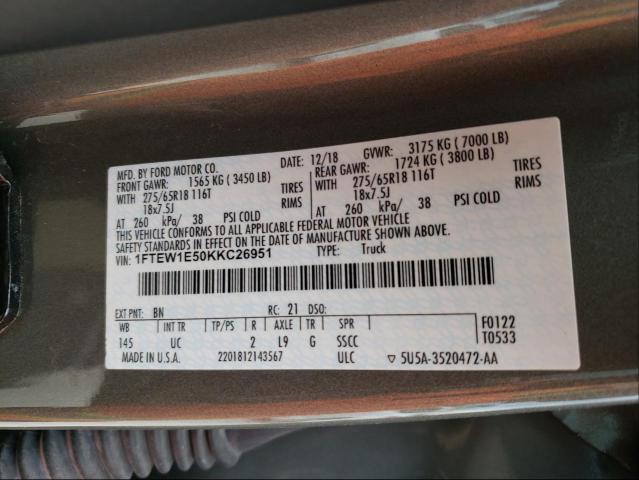 MFD. BY FORD MOTOR CO.
DATE: 12/18 GVWR: 3175 KG ( 7000 LB)
FRONT GAWR: 1565 KG ( 3450 LB) REAR GAWR: 1724 KG ( 3800 LB)
WITH 275/65R18 116T TIRES WITH 275/65R18 116T TIRES
18x7.5J RIMS 18x7.5J RIMS
AT 260 kPa/ 38 PSI COLD AT 260 kPa/ 38 PSI COLD
THIS VEHICLE CONFORMS TO ALL APPLICABLE FEDERAL MOTOR VEHICLE
SAFETY STANDARDS IN EFFECT ON THE DATE OF MANUFACTURE SHOWN ABOVE.
VIN: 1FTEW1E50KKC26951 TYPE: Truck
EXT PNT: BN RC: 21 DSO: F0122
WB INT TR TP/PS R AXLE TR SPR T0533
145 UC 2 L9 G SSCC
MADE IN U.S.A. 2201812143567 ULC ▽ 5U5A-3520472-AA